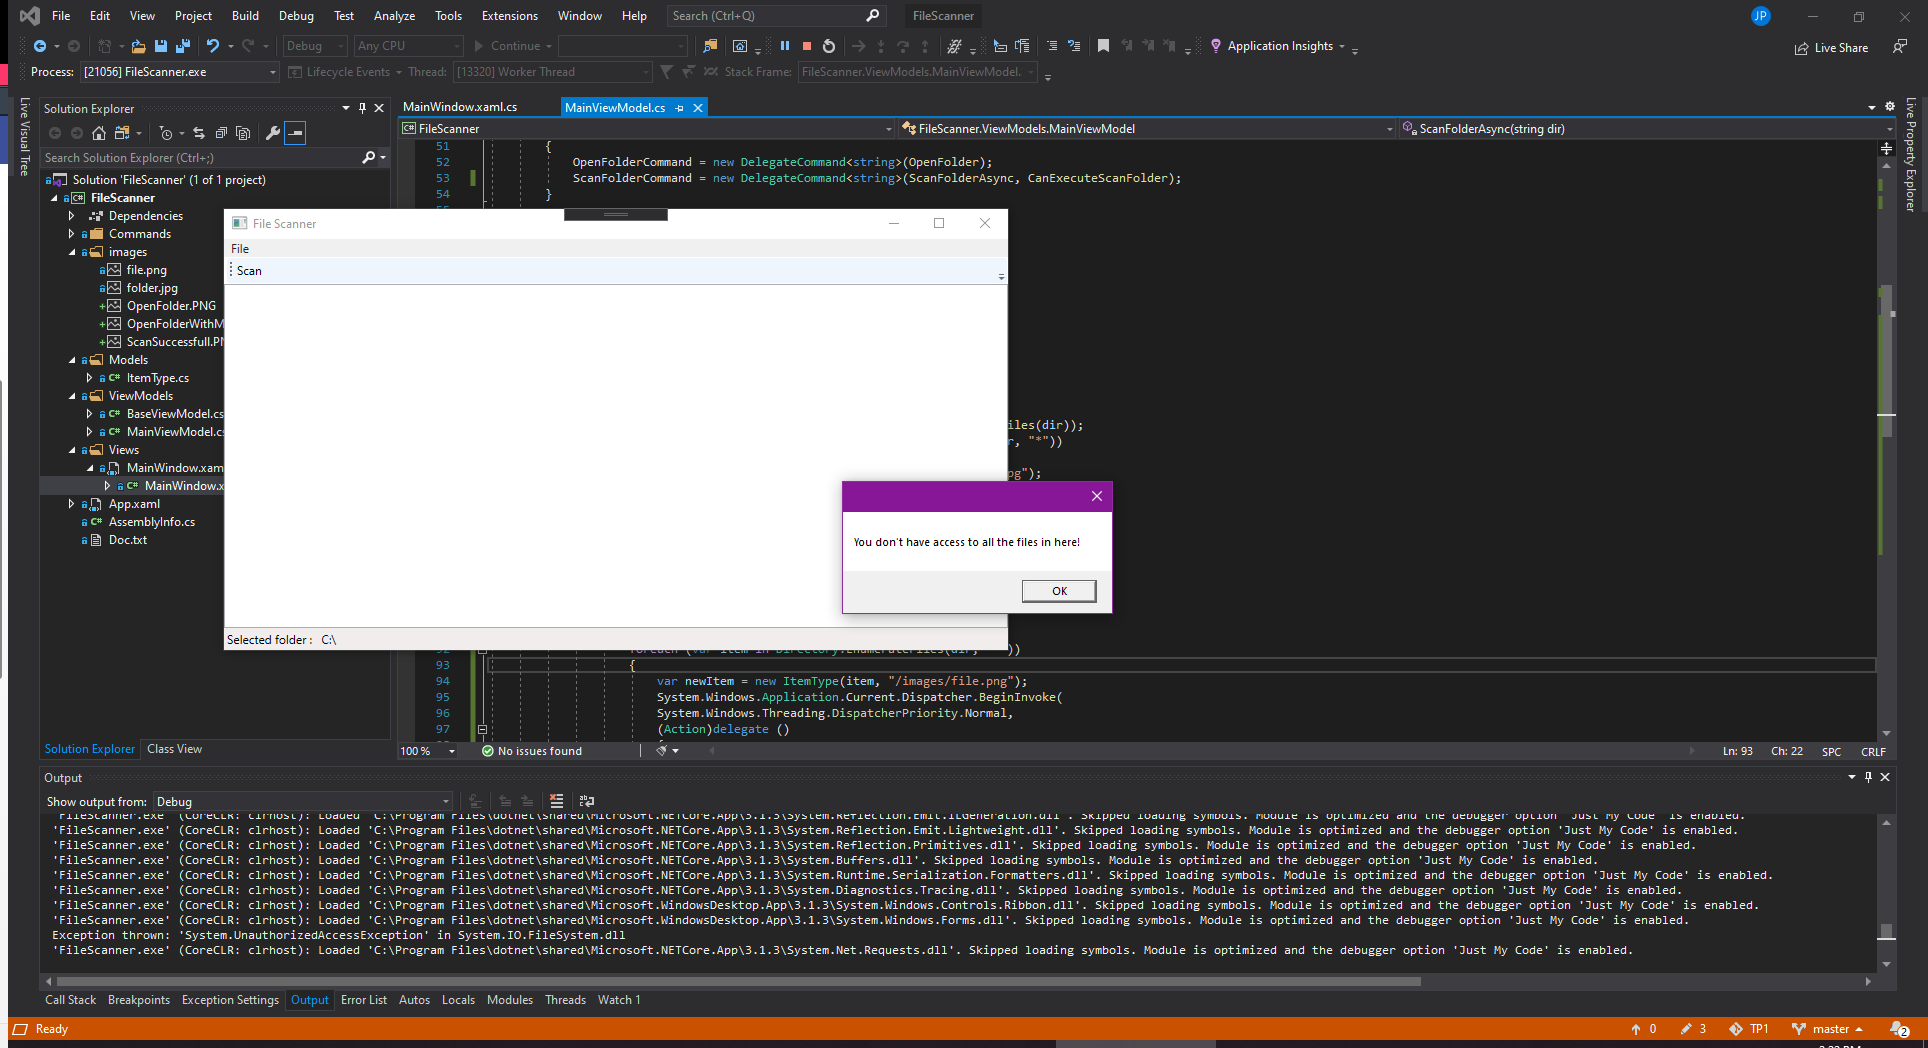 File Edit View Project Build Debug Test Analyze Tools Extensions Window Help Search (Ctrl+Q) FileScanner JP
Debug Any CPU Continue Application Insights Live Share
Process: [21056] FileScanner.exe Lifecycle Events Thread: [13320] Worker Thread Stack Frame: FileScanner.ViewModels.MainViewModel.
Live Visual Tree
Solution Explorer
Search Solution Explorer (Ctrl+;)
Solution 'FileScanner' (1 of 1 project)
FileScanner
Dependencies
Commands
images
file.png
folder.jpg
OpenFolder.PNG
OpenFolderWithM
ScanSuccessfull.PN
Models
ItemType.cs
ViewModels
BaseViewModel.cs
MainViewModel.cs
Views
MainWindow.xam
MainWindow.x
App.xaml
AssemblyInfo.cs
Doc.txt
Solution Explorer Class View
MainWindow.xaml.cs MainViewModel.cs
FileScanner FileScanner.ViewModels.MainViewModel ScanFolderAsync(string dir)
Live Property Explorer
51 {
52 OpenFolderCommand = new DelegateCommand<string>(OpenFolder);
53 ScanFolderCommand = new DelegateCommand<string>(ScanFolderAsync, CanExecuteScanFolder);
54 }
File Scanner
File
Scan
Selected folder : C:\
iles(dir));
r, "*"))
pg");
You don't have access to all the files in here!
OK
92 foreach (var item in Directory.EnumerateFiles(dir, "*"))
93 {
94 var newItem = new ItemType(item, "/images/file.png");
95 System.Windows.Application.Current.Dispatcher.BeginInvoke(
96 System.Windows.Threading.DispatcherPriority.Normal,
97 (Action)delegate ()
100 % No issues found Ln: 93 Ch: 22 SPC CRLF
Output
Show output from: Debug
'FileScanner.exe' (CoreCLR: clrhost): Loaded 'C:\Program Files\dotnet\shared\Microsoft.NETCore.App\3.1.3\System.Reflection.Emit.ILGeneration.dll'. Skipped loading symbols. Module is optimized and the debugger option 'Just My Code' is enabled.
'FileScanner.exe' (CoreCLR: clrhost): Loaded 'C:\Program Files\dotnet\shared\Microsoft.NETCore.App\3.1.3\System.Reflection.Emit.Lightweight.dll'. Skipped loading symbols. Module is optimized and the debugger option 'Just My Code' is enabled.
'FileScanner.exe' (CoreCLR: clrhost): Loaded 'C:\Program Files\dotnet\shared\Microsoft.NETCore.App\3.1.3\System.Reflection.Primitives.dll'. Skipped loading symbols. Module is optimized and the debugger option 'Just My Code' is enabled.
'FileScanner.exe' (CoreCLR: clrhost): Loaded 'C:\Program Files\dotnet\shared\Microsoft.NETCore.App\3.1.3\System.Buffers.dll'. Skipped loading symbols. Module is optimized and the debugger option 'Just My Code' is enabled.
'FileScanner.exe' (CoreCLR: clrhost): Loaded 'C:\Program Files\dotnet\shared\Microsoft.NETCore.App\3.1.3\System.Runtime.Serialization.Formatters.dll'. Skipped loading symbols. Module is optimized and the debugger option 'Just My Code' is enabled.
'FileScanner.exe' (CoreCLR: clrhost): Loaded 'C:\Program Files\dotnet\shared\Microsoft.NETCore.App\3.1.3\System.Diagnostics.Tracing.dll'. Skipped loading symbols. Module is optimized and the debugger option 'Just My Code' is enabled.
'FileScanner.exe' (CoreCLR: clrhost): Loaded 'C:\Program Files\dotnet\shared\Microsoft.WindowsDesktop.App\3.1.3\System.Windows.Controls.Ribbon.dll'. Skipped loading symbols. Module is optimized and the debugger option 'Just My Code' is enabled.
'FileScanner.exe' (CoreCLR: clrhost): Loaded 'C:\Program Files\dotnet\shared\Microsoft.WindowsDesktop.App\3.1.3\System.Windows.Forms.dll'. Skipped loading symbols. Module is optimized and the debugger option 'Just My Code' is enabled.
Exception thrown: 'System.UnauthorizedAccessException' in System.IO.FileSystem.dll
'FileScanner.exe' (CoreCLR: clrhost): Loaded 'C:\Program Files\dotnet\shared\Microsoft.NETCore.App\3.1.3\System.Net.Requests.dll'. Skipped loading symbols. Module is optimized and the debugger option 'Just My Code' is enabled.
Call Stack Breakpoints Exception Settings Output Error List Autos Locals Modules Threads Watch 1
Ready 0 3 TP1 master 2